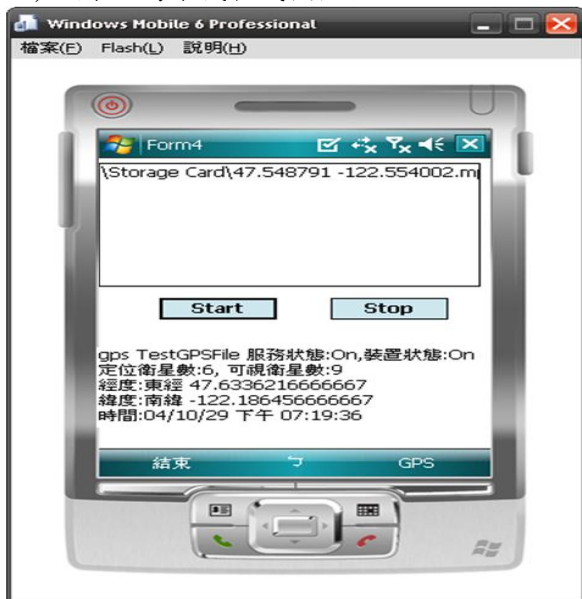 Windows Mobile 6 Professional
檔案(F) Flash(L) 說明(H)
Form4
\Storage Card\47.548791 -122.554002.m
Start Stop
gps TestGPSFile 服務狀態:On,裝置狀態:On
定位衛星數:6, 可視衛星數:9
經度:東經 47.6336216666667
緯度:南緯 -122.186456666667
時間:04/10/29 下午 07:19:36
結束 ㄅ GPS